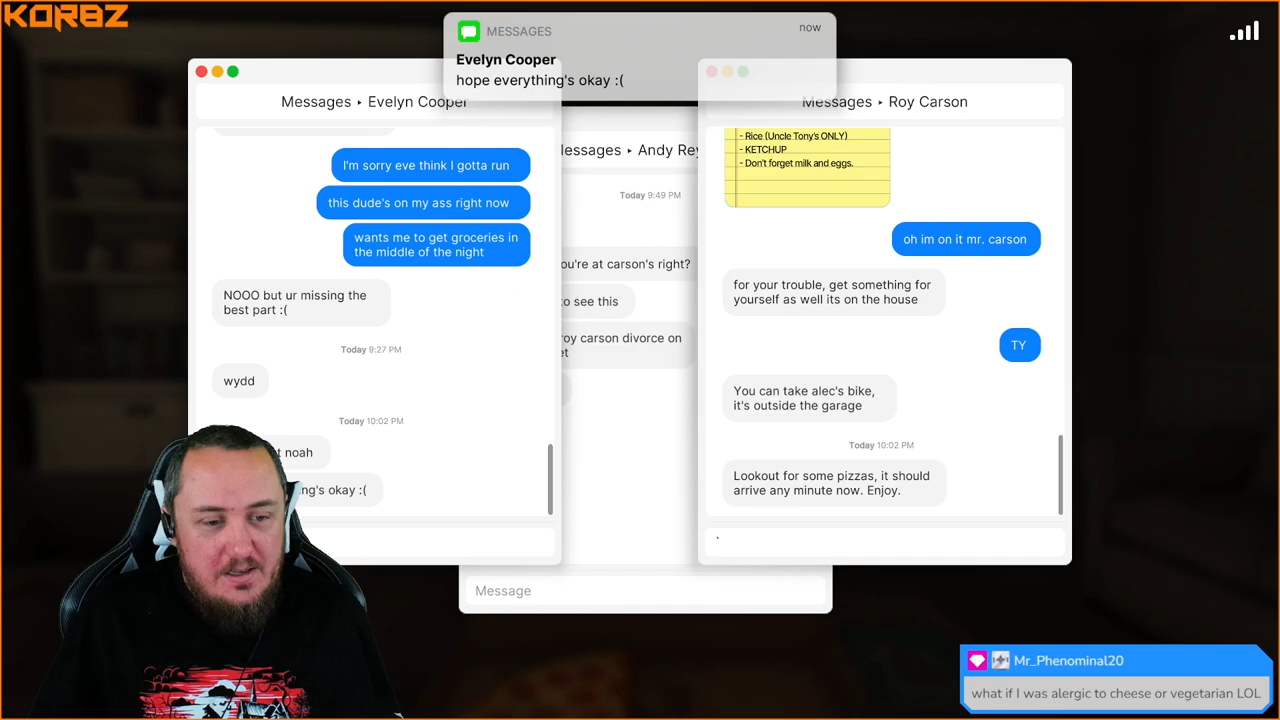 KORBZ
MESSAGES
now
Evelyn Cooper
hope everything's okay :(
Messages ▸ Evelyn Cooper
I'm sorry eve think I gotta run
this dude's on my ass right now
wants me to get groceries in
the middle of the night
NOOO but ur missing the
best part :(
Today 9:27 PM
wydd
Today 10:02 PM
noah
okay :(
Messages ▸ Andy Rey
Today 9:49 PM
ou're at carson's right?
to see this
roy carson divorce on
et
Message
Messages ▸ Roy Carson
- Rice (Uncle Tony's ONLY)
- KETCHUP
- Don't forget milk and eggs.
oh im on it mr. carson
for your trouble, get something for
yourself as well its on the house
TY
You can take alec's bike,
it's outside the garage
Today 10:02 PM
Lookout for some pizzas, it should
arrive any minute now. Enjoy.
`
Mr_Phenominal20
what if I was alergic to cheese or vegetarian LOL